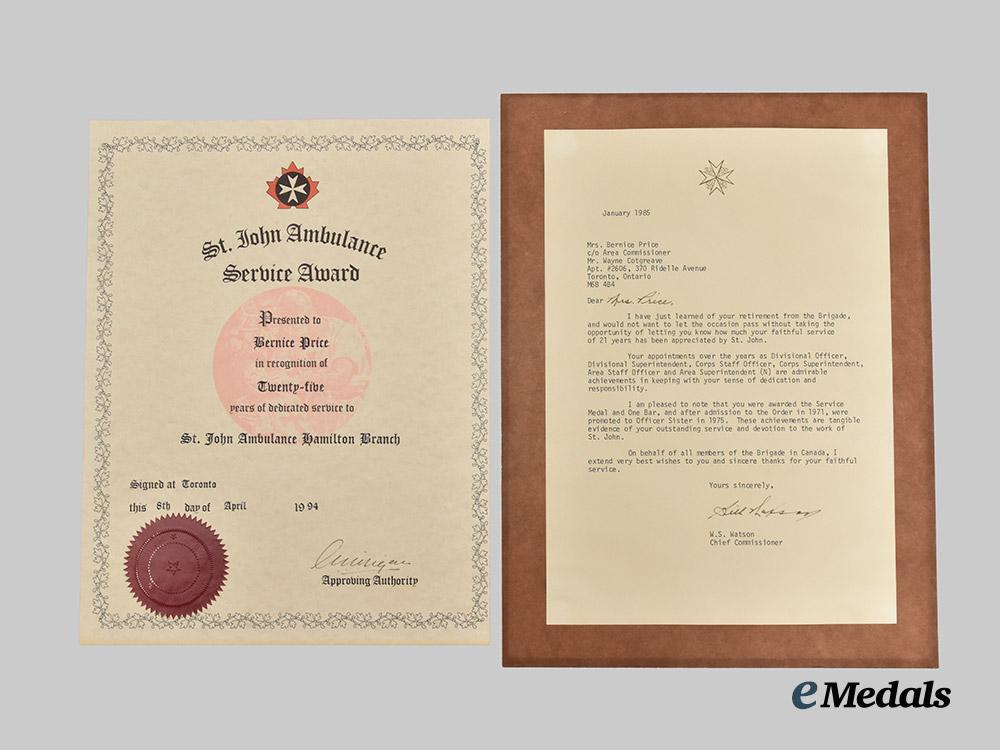 St. John Ambulance
Service Award
Presented to
Bernice Price
in recognition of
Twenty-five
years of dedicated service to
St. John Ambulance Hamilton Branch
Signed at Toronto
this 8th day of April 1994
Approving Authority
January 1985
Mrs. Bernice Price
c/o Area Commissioner
Mr. Wayne Cotgreave
Apt. #2606, 370 Ridelle Avenue
Toronto, Ontario
M6B 4B4
Dear Mrs. Price,
I have just learned of your retirement from the Brigade,
and would not want to let the occasion pass without taking the
opportunity of letting you know how much your faithful service
of 21 years has been appreciated by St. John.
Your appointments over the years as Divisional Officer,
Divisional Superintendent, Corps Staff Officer, Corps Superintendent,
Area Staff Officer and Area Superintendent (N) are admirable
achievements in keeping with your sense of dedication and
responsibility.
I am pleased to note that you were awarded the Service
Medal and One Bar, and after admission to the Order in 1971, were
promoted to Officer Sister in 1975. These achievements are tangible
evidence of your outstanding service and devotion to the work of
St. John.
On behalf of all members of the Brigade in Canada, I
extend very best wishes to you and sincere thanks for your faithful
service.
Yours sincerely,
Bill Watson
W.S. Watson
Chief Commissioner
eMedals